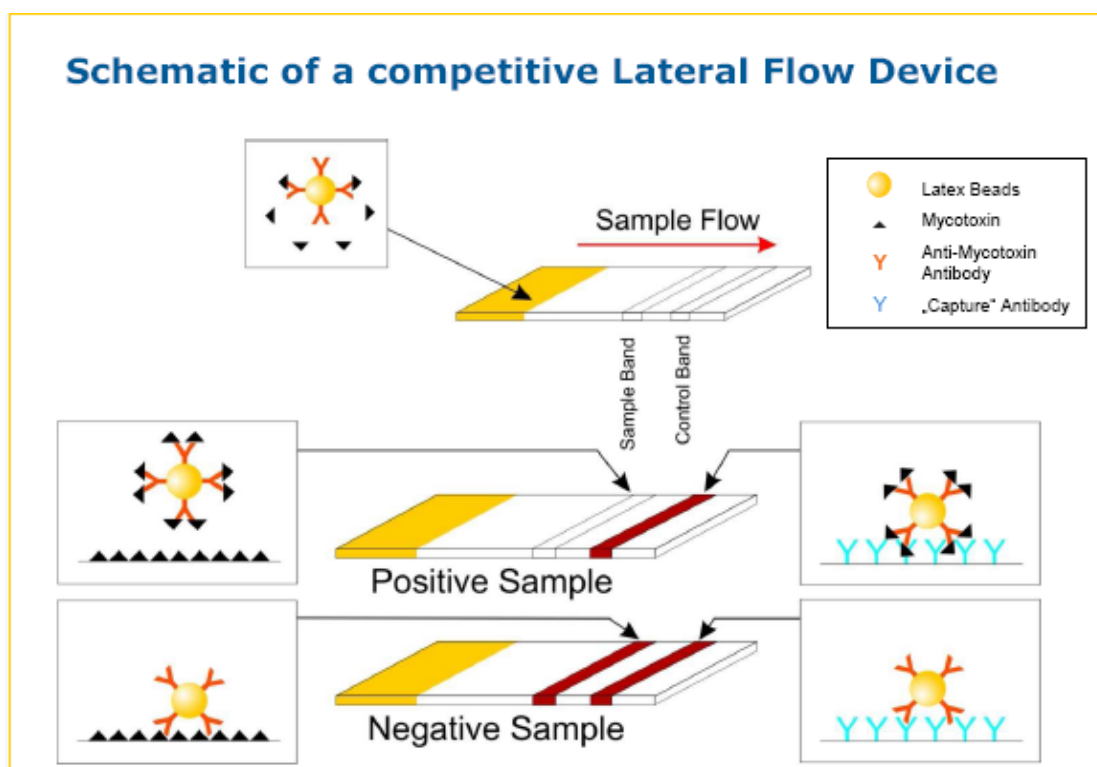 Schematic of a competitive Lateral Flow Device
Latex Beads
Mycotoxin
Anti-Mycotoxin
Antibody
„Capture“ Antibody
Sample Flow
Sample Band
Control Band
Positive Sample
Negative Sample